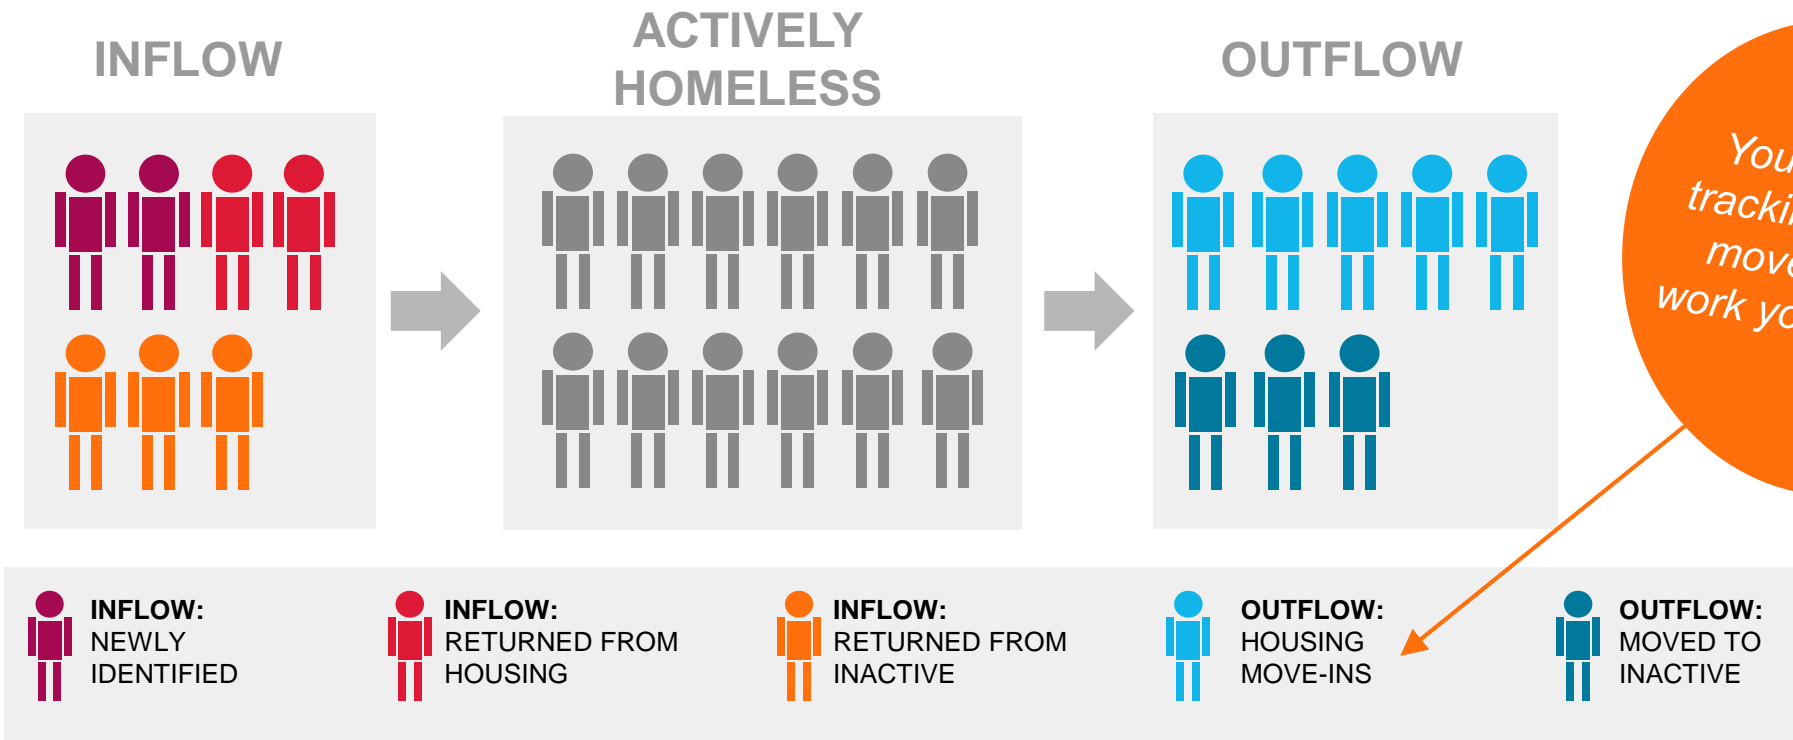 INFLOW
ACTIVELY
HOMELESS
OUTFLOW
work
INFLOW:
NEWLY
IDENTIFIED
INFLOW:
RETURNED FROM
HOUSING
INFLOW:
RETURNED FROM
INACTIVE
OUTFLOW:
HOUSING
MOVE-INS
OUTFLOW:
MOVED TO
INACTIVE